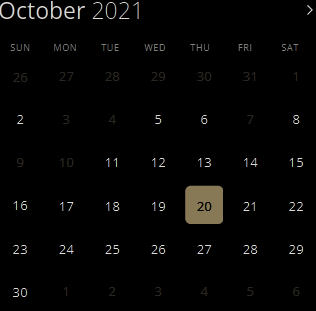 October 2021
SUN MON TUE WED THU FRI SAT
26 27 28 29 30 31 1
2 3 4 5 6 7 8
9 10 11 12 13 14 15
16 17 18 19 20 21 22
23 24 25 26 27 28 29
30 1 2 3 4 5 6